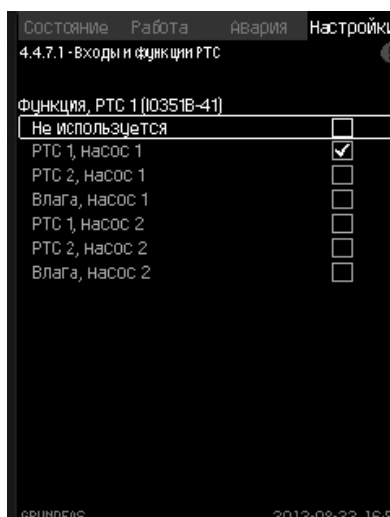 Состояние Работа Авария Настройки
4.4.7.1 - Входы и функции PTC
Функция, PTC 1 (IO351B-41)
Не используется
PTC 1, насос 1
PTC 2, насос 1
Влага, насос 1
PTC 1, насос 2
PTC 2, насос 2
Влага, насос 2
GRUNDFOS